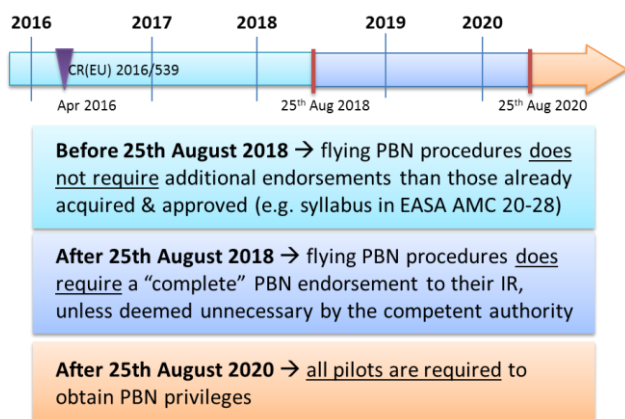 2016 2017 2018 2019 2020
CR(EU) 2016/539
Apr 2016 25th Aug 2018 25th Aug 2020
Before 25th August 2018 → flying PBN procedures does
not require additional endorsements than those already
acquired & approved (e.g. syllabus in EASA AMC 20-28)
After 25th August 2018 → flying PBN procedures does
require a “complete” PBN endorsement to their IR,
unless deemed unnecessary by the competent authority
After 25th August 2020 → all pilots are required to
obtain PBN privileges